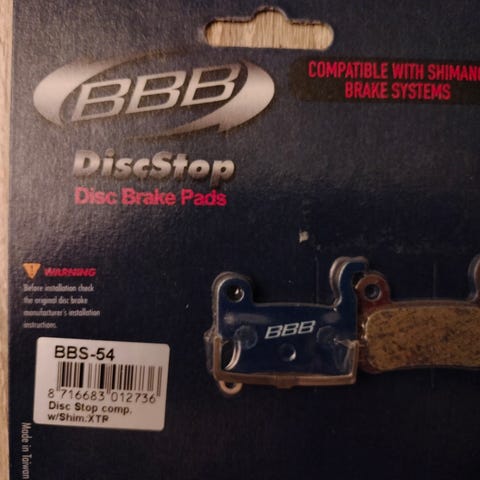 BBB
COMPATIBLE WITH SHIMANO
BRAKE SYSTEMS
DiscStop
Disc Brake Pads
WARNING
Before installation check
the original disc brake
manufacturer's installation
instructions.
BBB
BBS-54
8 716683 012736
Disc Stop comp.
w/Shim.XTR
Made in Taiwan